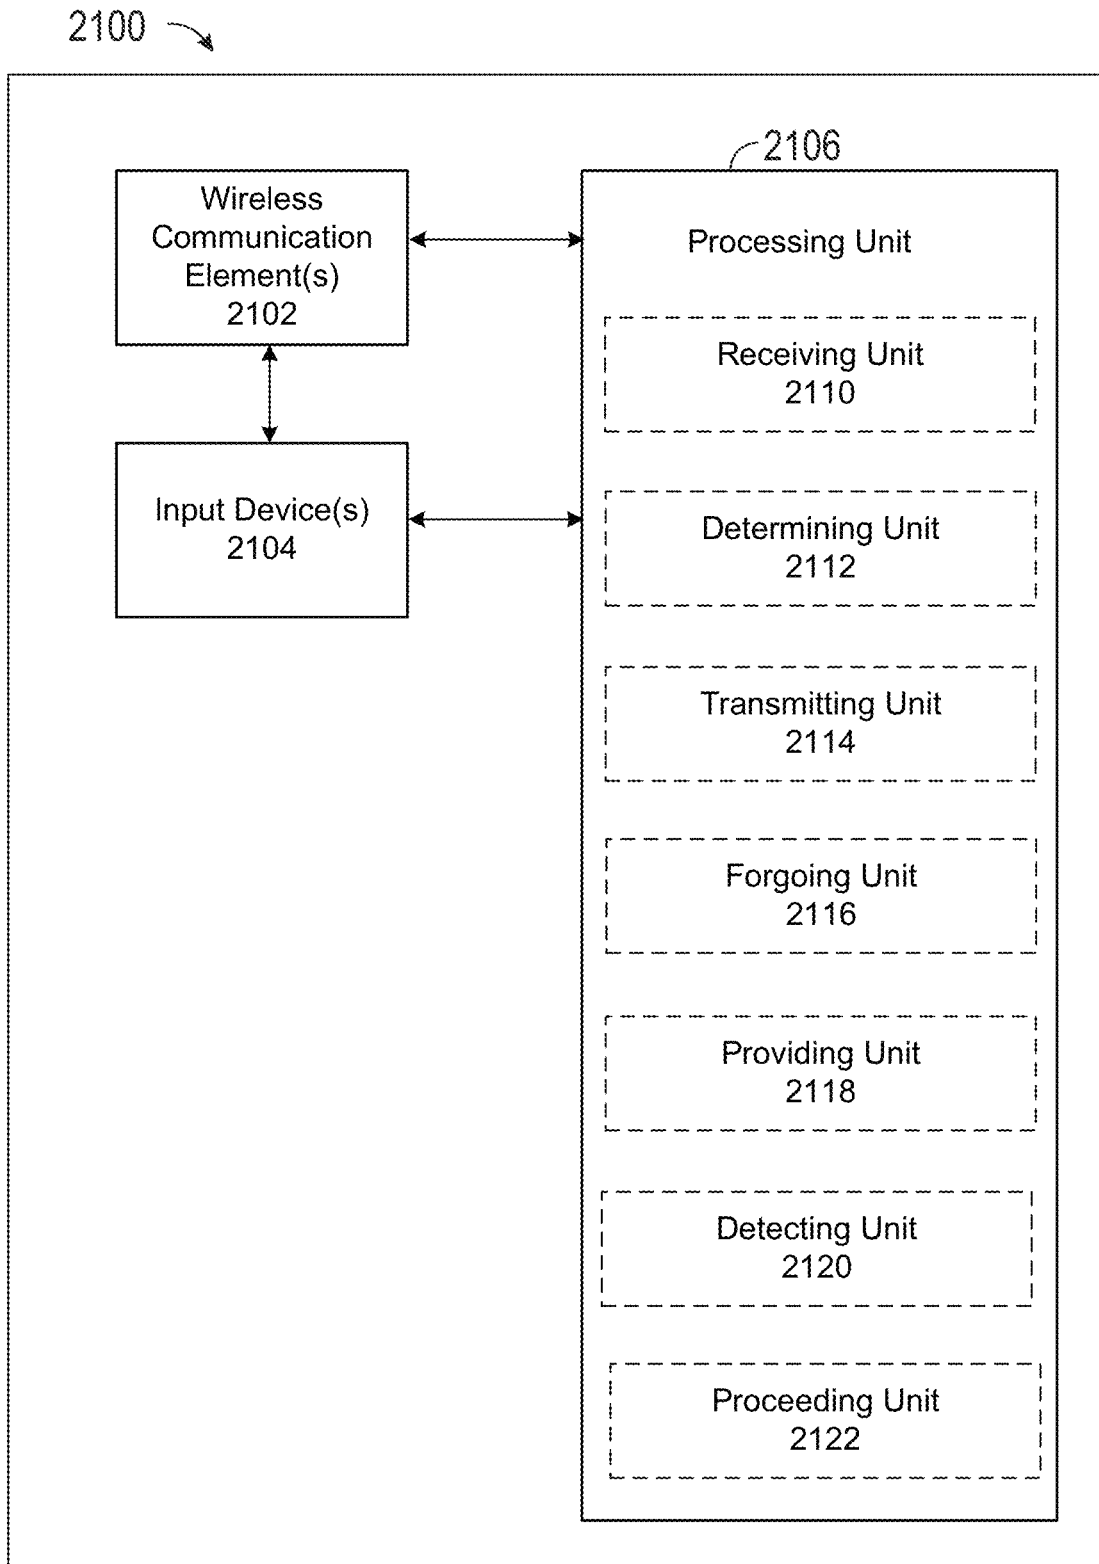 2100
2106
Wireless
Communication
Element(s)
2102
Input Device(s)
2104
Processing Unit
Receiving Unit
2110
Determining Unit
2112
Transmitting Unit
2114
Forgoing Unit
2116
Providing Unit
2118
Detecting Unit
2120
Proceeding Unit
2122